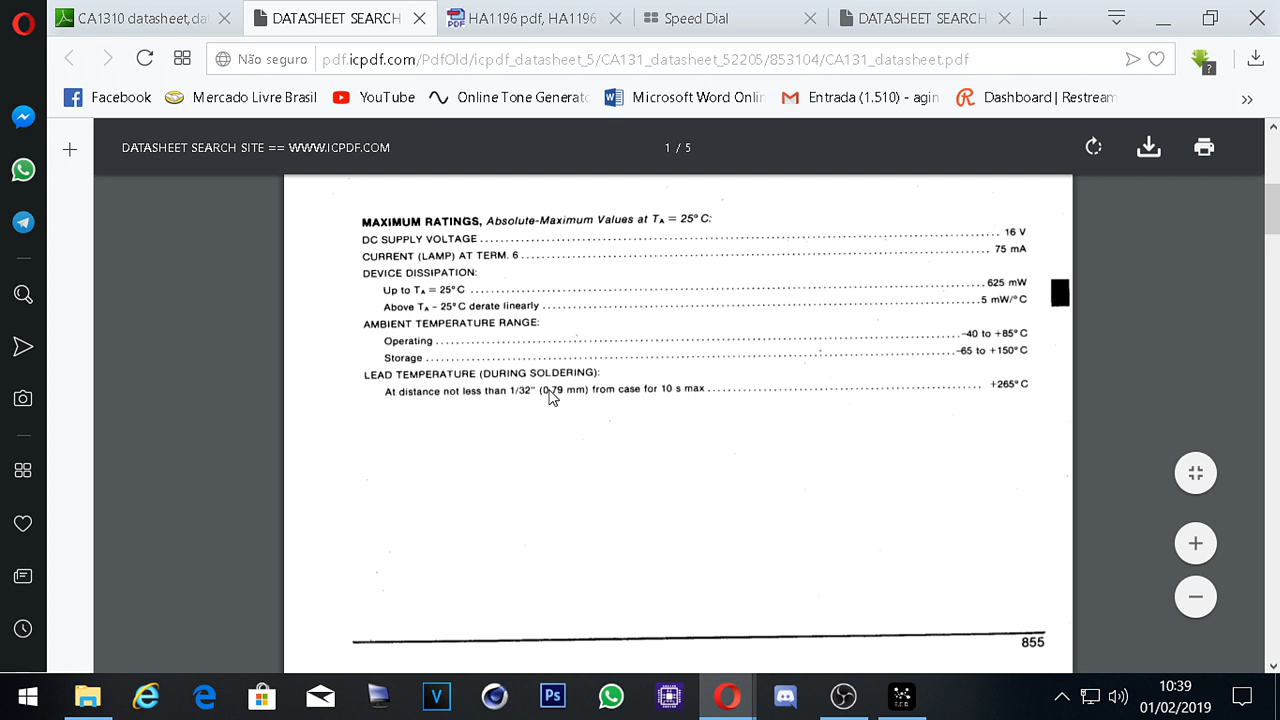 CA1310 datasheet,da
DATASHEET SEARCH
HA1196 pdf, HA1196
Speed Dial
DATASHEET SEARCH
Não seguro
pdf.icpdf.com/PdfOld/icpdf_datasheet_5/CA131_datasheet_52205/853104/CA131_datasheet.pdf
?
Facebook
Mercado Livre Brasil
YouTube
Online Tone Generato
Microsoft Word Onlin
Entrada (1.510) - agin
Dashboard | Restream
DATASHEET SEARCH SITE == WWW.ICPDF.COM
1 / 5
MAXIMUM RATINGS, Absolute-Maximum Values at TA = 25° C:
DC SUPPLY VOLTAGE ........ 16 V
CURRENT (LAMP) AT TERM. 6 ........ 75 mA
DEVICE DISSIPATION:
Up to TA = 25° C ........ 625 mW
Above TA - 25° C derate linearly ........ 5 mW/°C
AMBIENT TEMPERATURE RANGE:
Operating ........ -40 to +85° C
Storage ........ -65 to +150° C
LEAD TEMPERATURE (DURING SOLDERING):
At distance not less than 1/32" (0.79 mm) from case for 10 s max ........ +265° C
855
V
Ps
10:39
01/02/2019